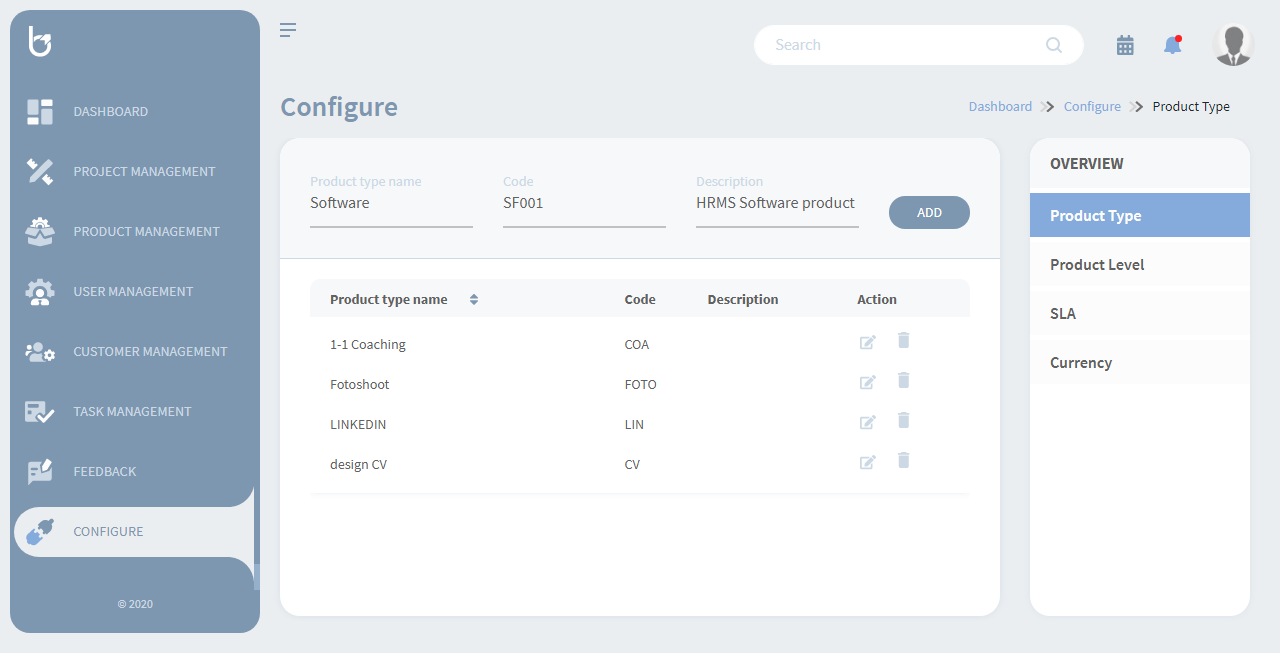 DASHBOARD
PROJECT MANAGEMENT
PRODUCT MANAGEMENT
USER MANAGEMENT
CUSTOMER MANAGEMENT
TASK MANAGEMENT
FEEDBACK
CONFIGURE
© 2020
Search
Configure
Dashboard Configure Product Type
Product type name Code Description
Software SF001 HRMS Software product
ADD
Product type name Code Description Action
1-1 Coaching COA
Fotoshoot FOTO
LINKEDIN LIN
design CV CV
OVERVIEW
Product Type
Product Level
SLA
Currency